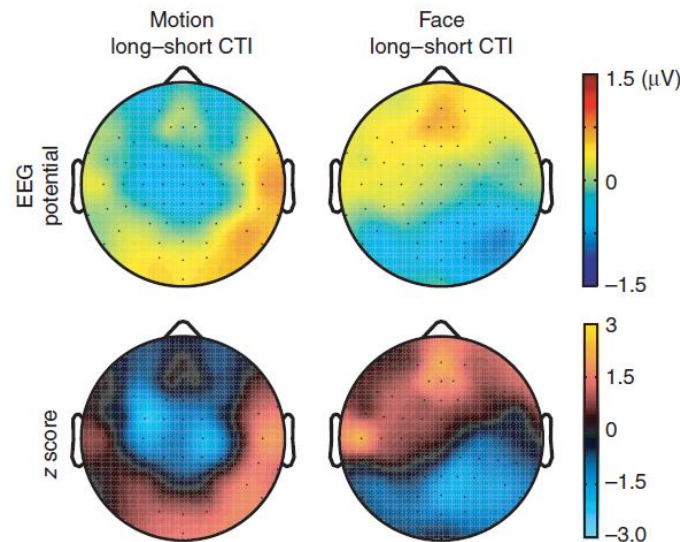 Motion
long–short CTI
Face
long–short CTI
EEG
potential
1.5 (μV)
0
−1.5
z score
3
1.5
0
−1.5
−3.0